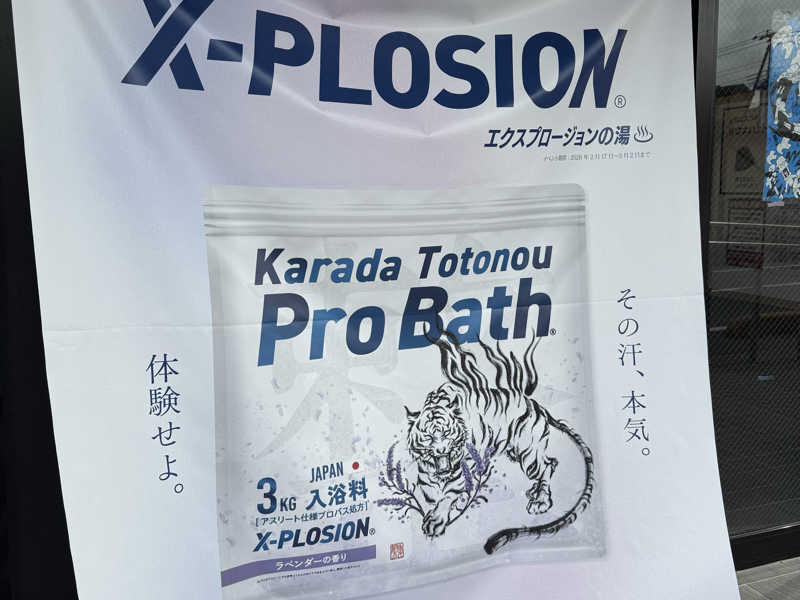 X-PLOSION®
エクスプロージョンの湯♨
Karada Totonou
Pro Bath®
その汗、本気。
体験せよ。
JAPAN
3KG 入浴料
[アスリート仕様プロバス処方]
X-PLOSION®
ラベンダーの香り